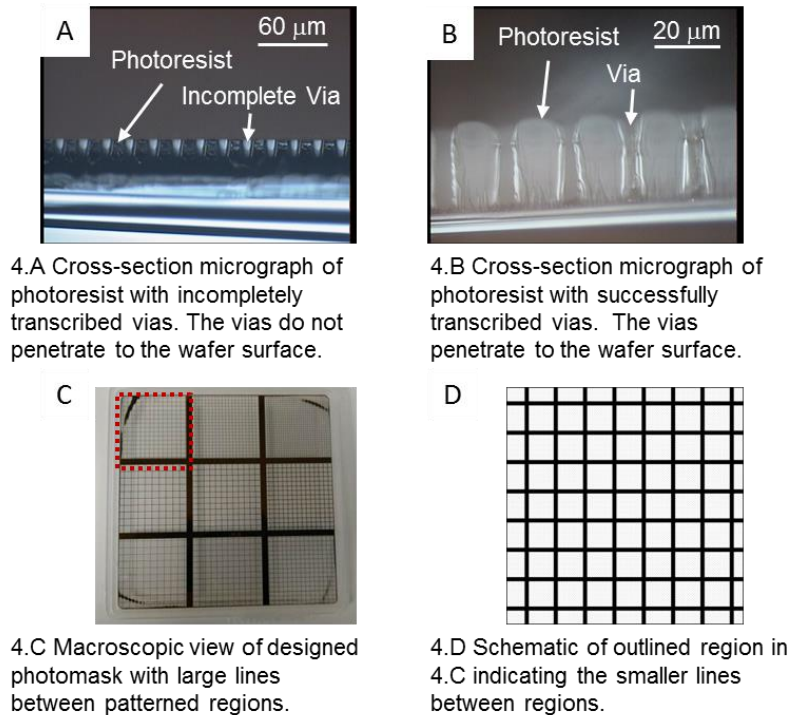 A
60 μm
Photoresist
Incomplete Via
B
Photoresist
20 μm
Via
4.A Cross-section micrograph of
photoresist with incompletely
transcribed vias. The vias do not
penetrate to the wafer surface.
4.B Cross-section micrograph of
photoresist with successfully
transcribed vias. The vias
penetrate to the wafer surface.
C
D
4.C Macroscopic view of designed
photomask with large lines
between patterned regions.
4.D Schematic of outlined region in
4.C indicating the smaller lines
between regions.